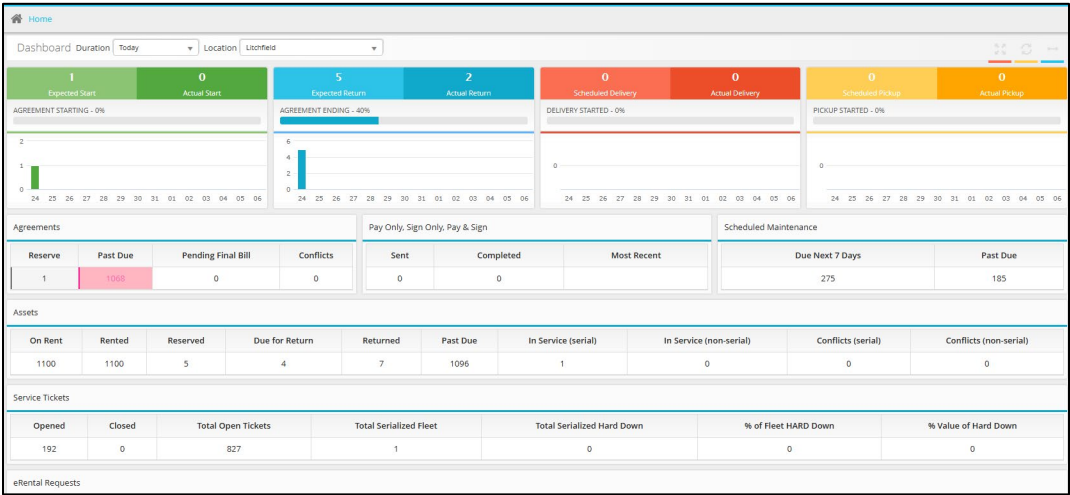 Home
Dashboard Duration Today Location Litchfield
1 0 5 2 0 0 0 0
Expected Start Actual Start Expected Return Actual Return Scheduled Delivery Actual Delivery Scheduled Pickup Actual Pickup
AGREEMENT STARTING - 0% AGREEMENT ENDING - 40% DELIVERY STARTED - 0% PICKUP STARTED - 0%
2 6
4
1 0 0
2
0 0
24 25 26 27 28 29 30 31 01 02 03 04 05 06 24 25 26 27 28 29 30 31 01 02 03 04 05 06 24 25 26 27 28 29 30 31 01 02 03 04 05 06 24 25 26 27 28 29 30 31 01 02 03 04 05 06
Agreements Pay Only, Sign Only, Pay & Sign Scheduled Maintenance
Reserve Past Due Pending Final Bill Conflicts Sent Completed Most Recent Due Next 7 Days Past Due
1 1068 0 0 0 0 275 185
Assets
On Rent Rented Reserved Due for Return Returned Past Due In Service (serial) In Service (non-serial) Conflicts (serial) Conflicts (non-serial)
1100 1100 5 4 7 1096 1 0 0 0
Service Tickets
Opened Closed Total Open Tickets Total Serialized Fleet Total Serialized Hard Down % of Fleet HARD Down % Value of Hard Down
192 0 827 1 0 0 0
eRental Requests